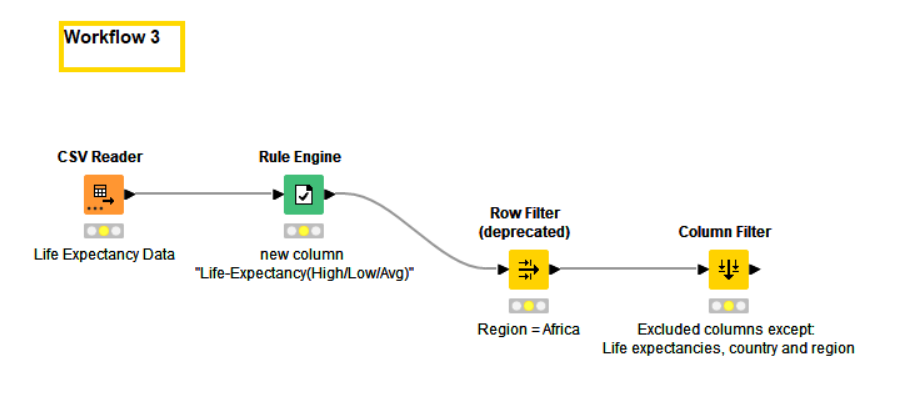 Workflow 3
CSV Reader
Rule Engine
Life Expectancy Data
new column
"Life-Expectancy(High/Low/Avg)"
Row Filter
(deprecated)
Region = Africa
Column Filter
Excluded columns except:
Life expectancies, country and region